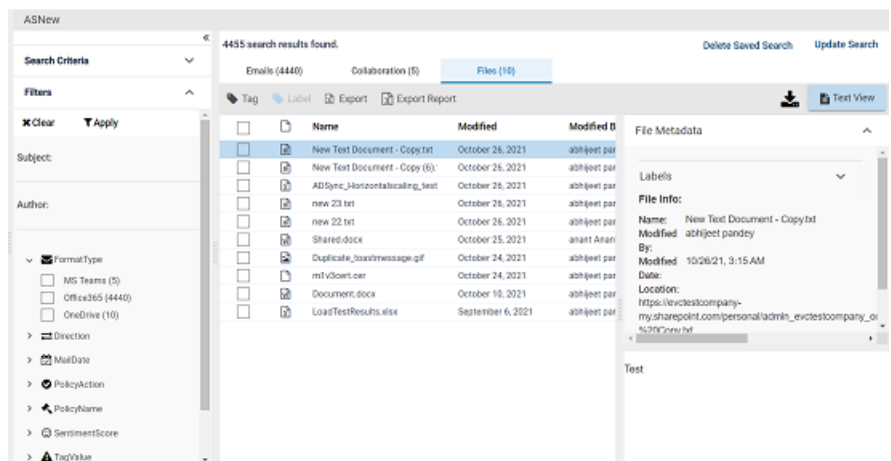 ASNew
«
Search Criteria
Filters
Clear Apply
Subject:
Author:
FormatType
MS Teams (5)
Office365 (4440)
OneDrive (10)
Direction
MailDate
PolicyAction
PolicyName
SentimentScore
TagValue
4455 search results found.
Delete Saved Search Update Search
Emails (4440) Collaboration (5) Files (10)
Tag Label Export Export Report Text View
Name Modified Modified B
New Text Document - Copy.txt October 26, 2021 abhijeet par
New Text Document - Copy (6). October 26, 2021 abhijeet par
ADSync_Horizontalscaling_text October 26, 2021 abhijeet par
new 23.txt October 26, 2021 abhijeet par
new 22.txt October 26, 2021 abhijeet par
Shared.docx October 25, 2021 anant Anan
Duplicate_toastmessage.gif October 24, 2021 abhijeet par
m1v3cert.cer October 24, 2021 abhijeet par
Document.docx October 10, 2021 abhijeet par
LoadTestResults.xlsx September 6, 2021 abhijeet par
File Metadata
Labels
File Info:
Name: New Text Document - Copy.txt
Modified abhijeet pandey
By:
Modified 10/26/21, 3:15 AM
Date:
Location:
https://evctestcompany-
my.sharepoint.com/personal/admin_evctestcompany_o
%20Copy.txt
Test